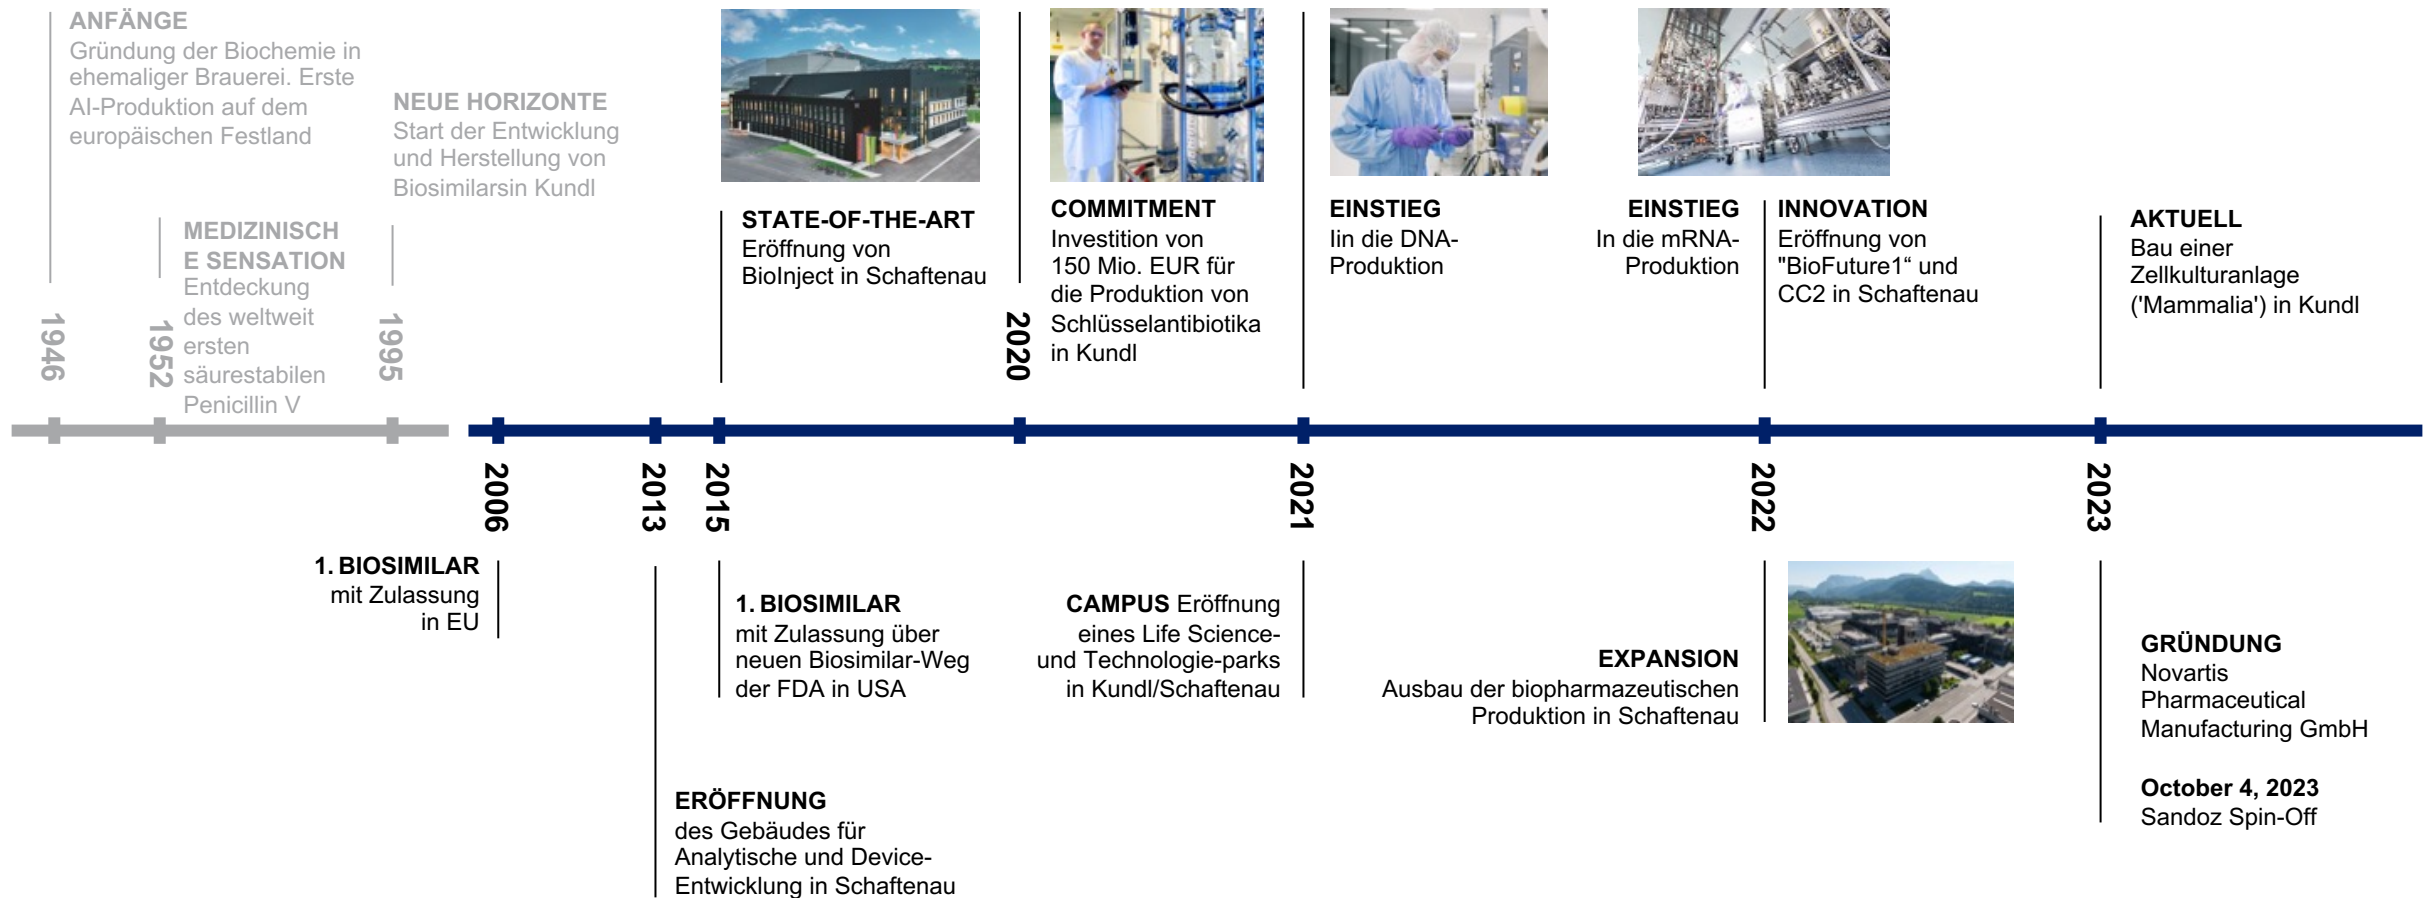 ANFÄNGE
Gründung der Biochemie in
ehemaliger Brauerei. Erste
AI-Produktion auf dem
europäischen Festland
1946
MEDIZINISCH
E SENSATION
Entdeckung
des weltweit
ersten
säurestabilen
Penicillin V
1952
NEUE HORIZONTE
Start der Entwicklung
und Herstellung von
Biosimilarsin Kundl
1995
2006
1. BIOSIMILAR
mit Zulassung
in EU
2013
ERÖFFNUNG
des Gebäudes für
Analytische und Device-
Entwicklung in Schaftenau
STATE-OF-THE-ART
Eröffnung von
BioInject in Schaftenau
2015
1. BIOSIMILAR
mit Zulassung über
neuen Biosimilar-Weg
der FDA in USA
2020
COMMITMENT
Investition von
150 Mio. EUR für
die Produktion von
Schlüsselantibiotika
in Kundl
EINSTIEG
Iin die DNA-
Produktion
2021
CAMPUS Eröffnung
eines Life Science-
und Technologie-parks
in Kundl/Schaftenau
EINSTIEG
In die mRNA-
Produktion
INNOVATION
Eröffnung von
"BioFuture1“ und
CC2 in Schaftenau
2022
EXPANSION
Ausbau der biopharmazeutischen
Produktion in Schaftenau
AKTUELL
Bau einer
Zellkulturanlage
('Mammalia') in Kundl
2023
GRÜNDUNG
Novartis
Pharmaceutical
Manufacturing GmbH
October 4, 2023
Sandoz Spin-Off